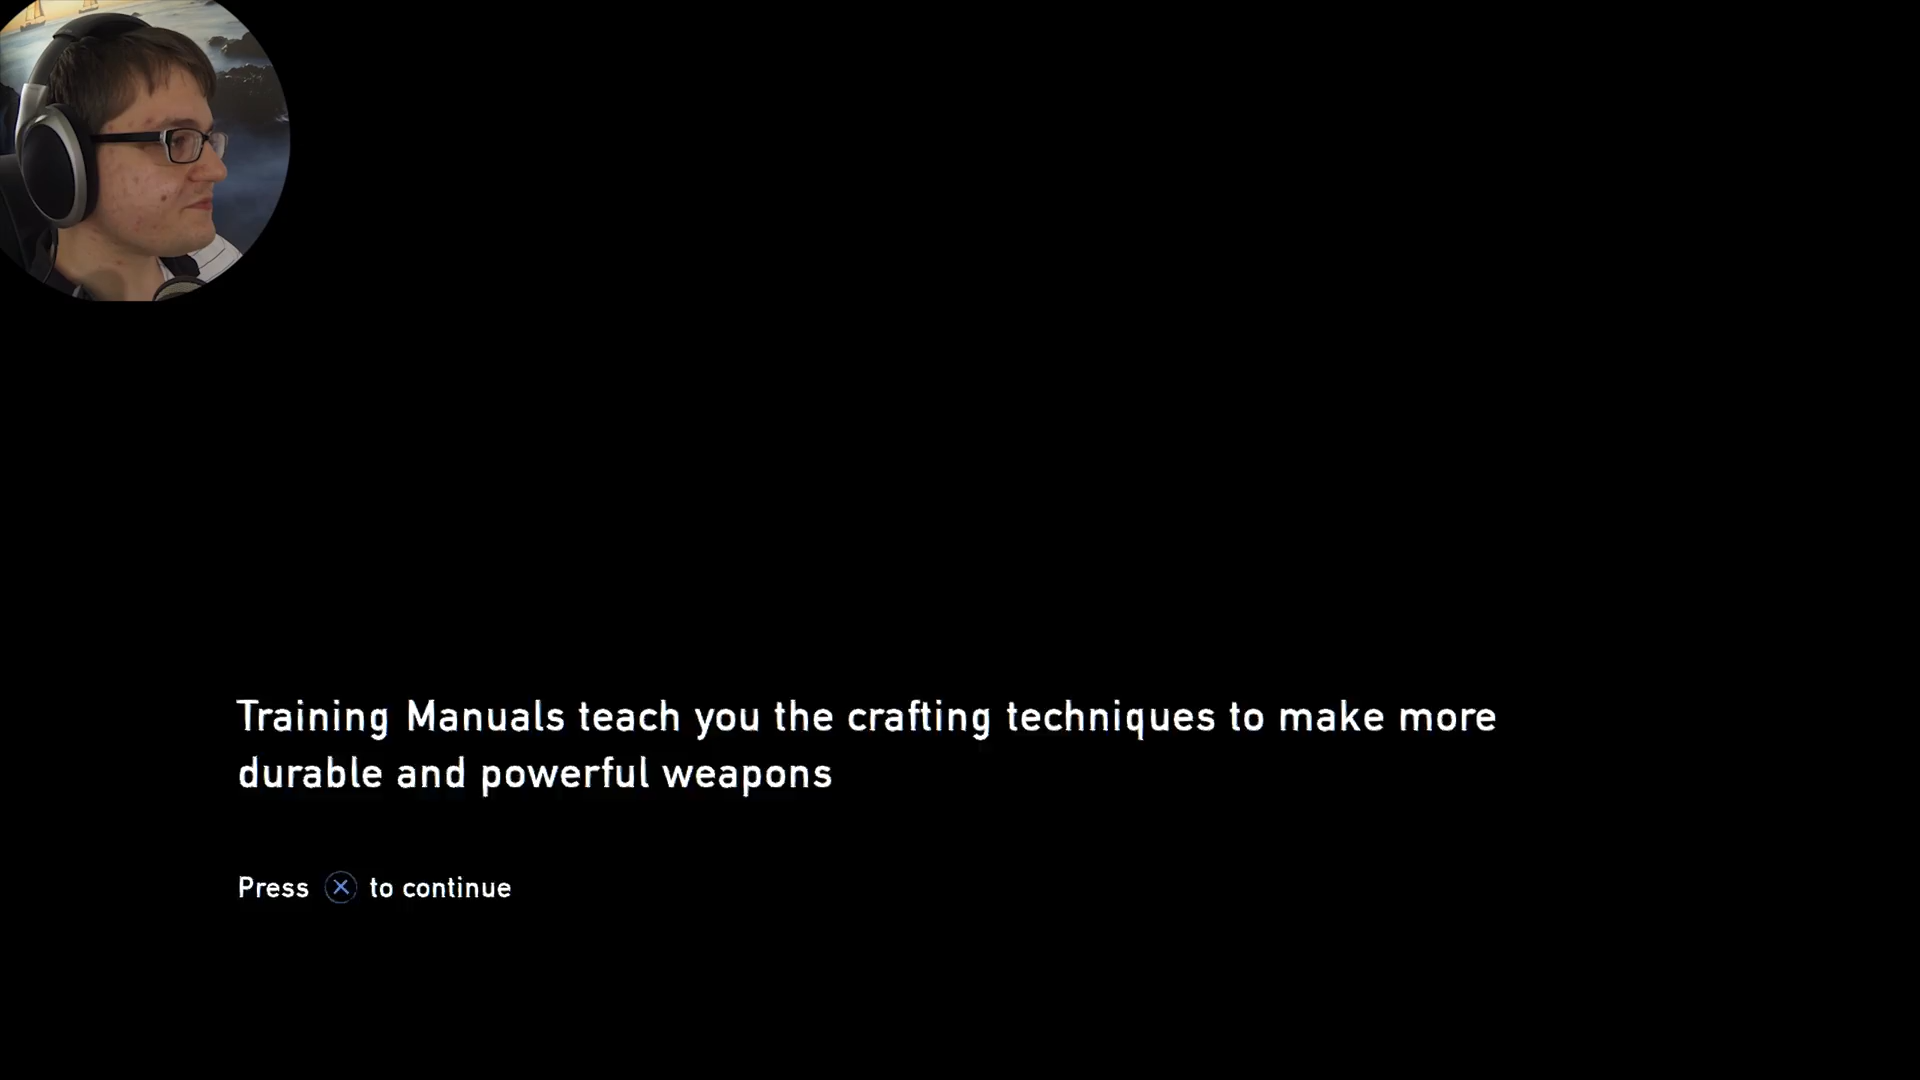 Training Manuals teach you the crafting techniques to make more
durable and powerful weapons
Press ⓧ to continue